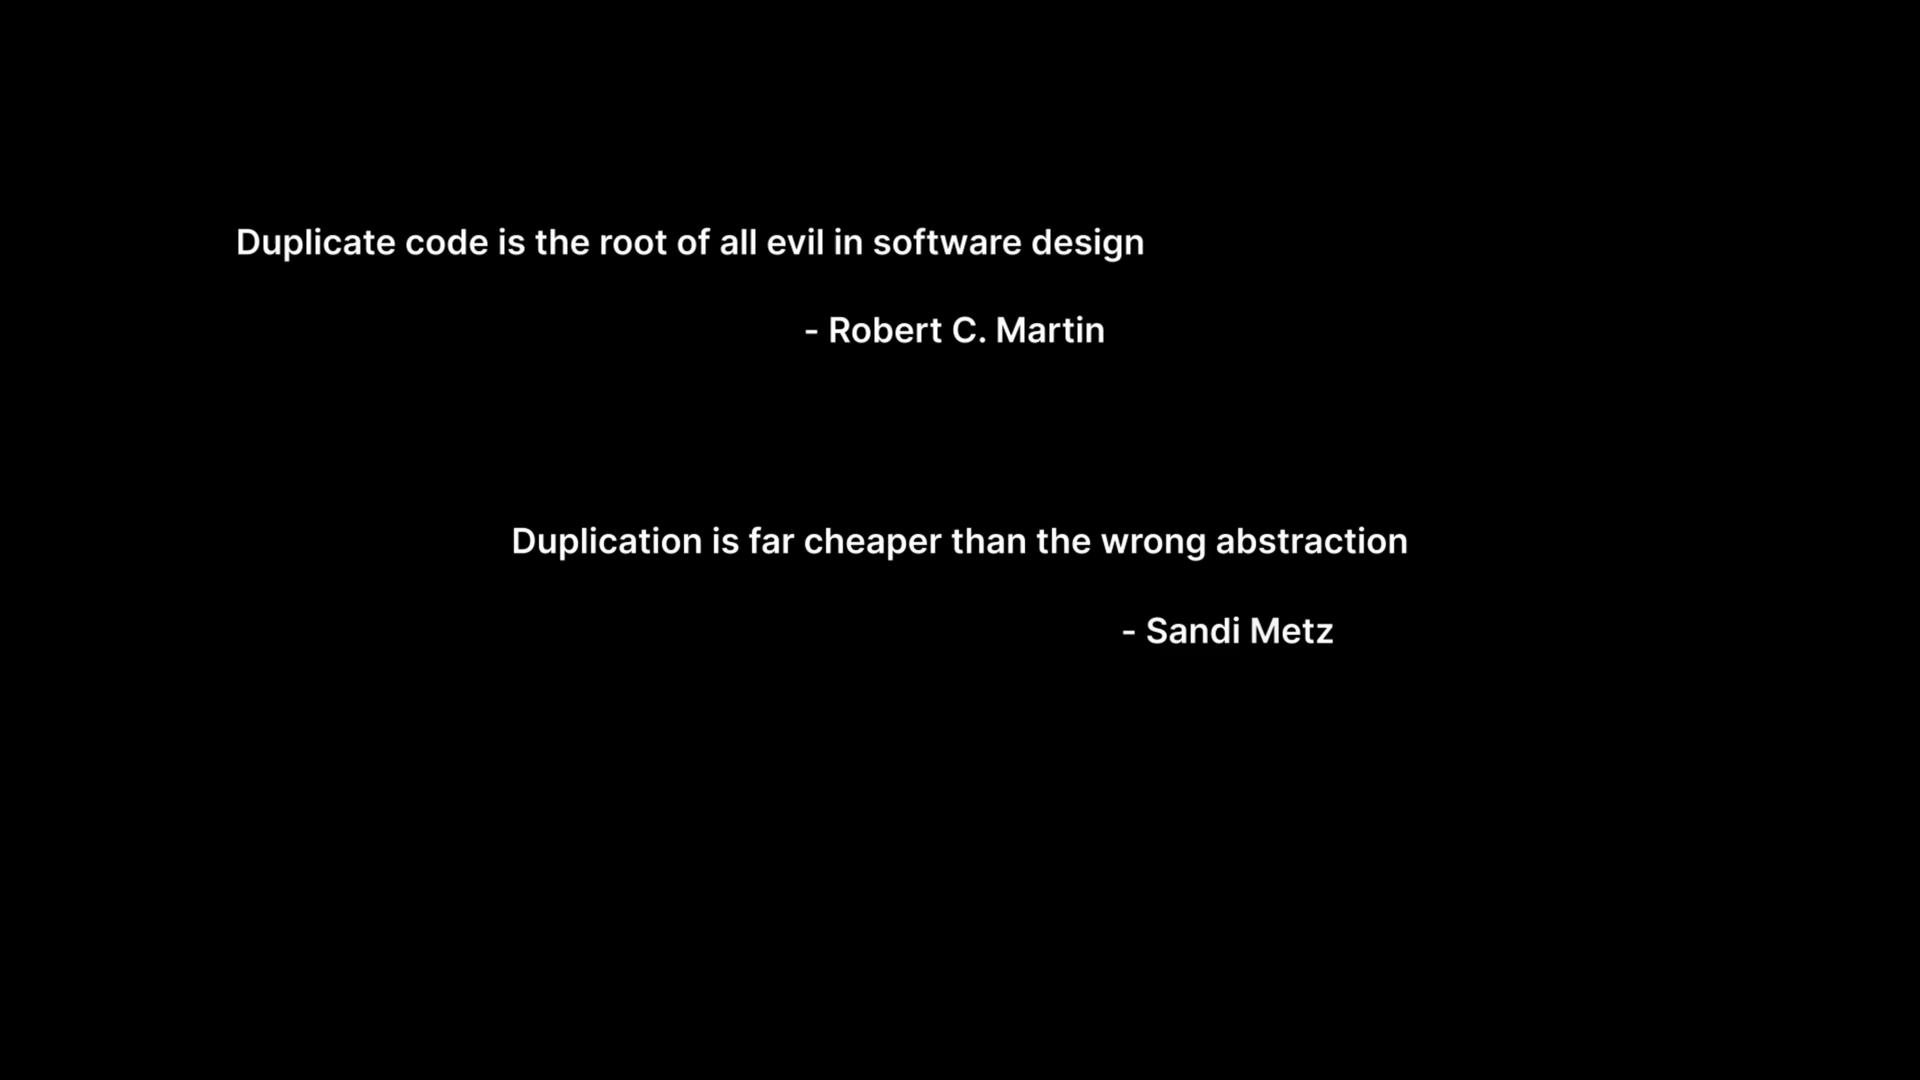 Duplicate code is the root of all evil in software design
- Robert C. Martin
Duplication is far cheaper than the wrong abstraction
- Sandi Metz